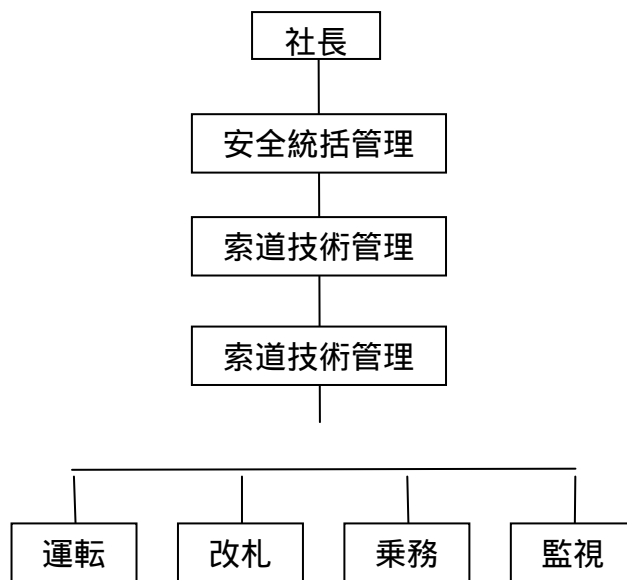 社長
安全統括管理
索道技術管理
索道技術管理
運転 改札 乗務 監視